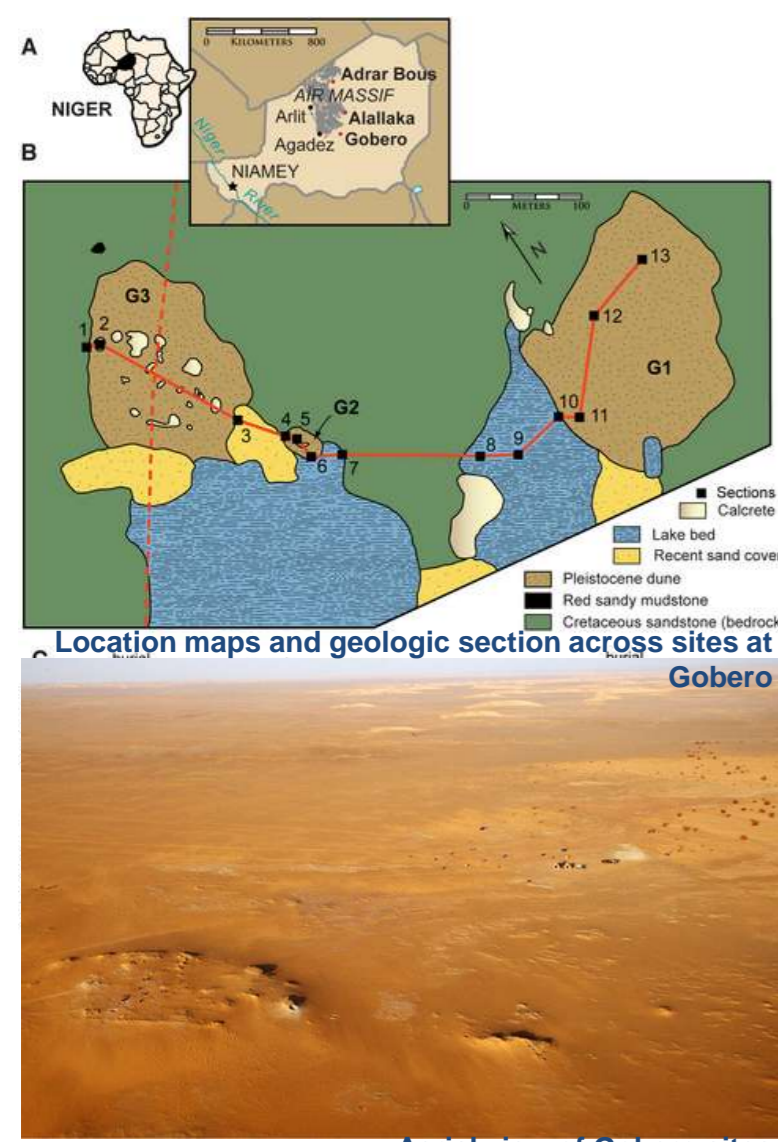 A
NIGER
B
0 KILOMETERS 800
Adrar Bous
AIR MASSIF
Arlit
Alallaka
Agadez
Gobero
Niger
River
NIAMEY
0 METERS 100
N
G3
1
2
3
4
5
G2
6
7
8
9
10
11
12
13
G1
Sections
Calcrete
Lake bed
Recent sand cover
Pleistocene dune
Red sandy mudstone
Cretaceous sandstone (bedrock
Location maps and geologic section across sites at
Gobero